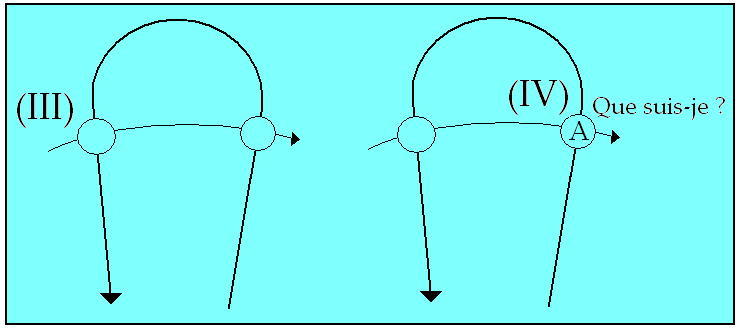 (III)
(IV)
Que suis-je ?
A